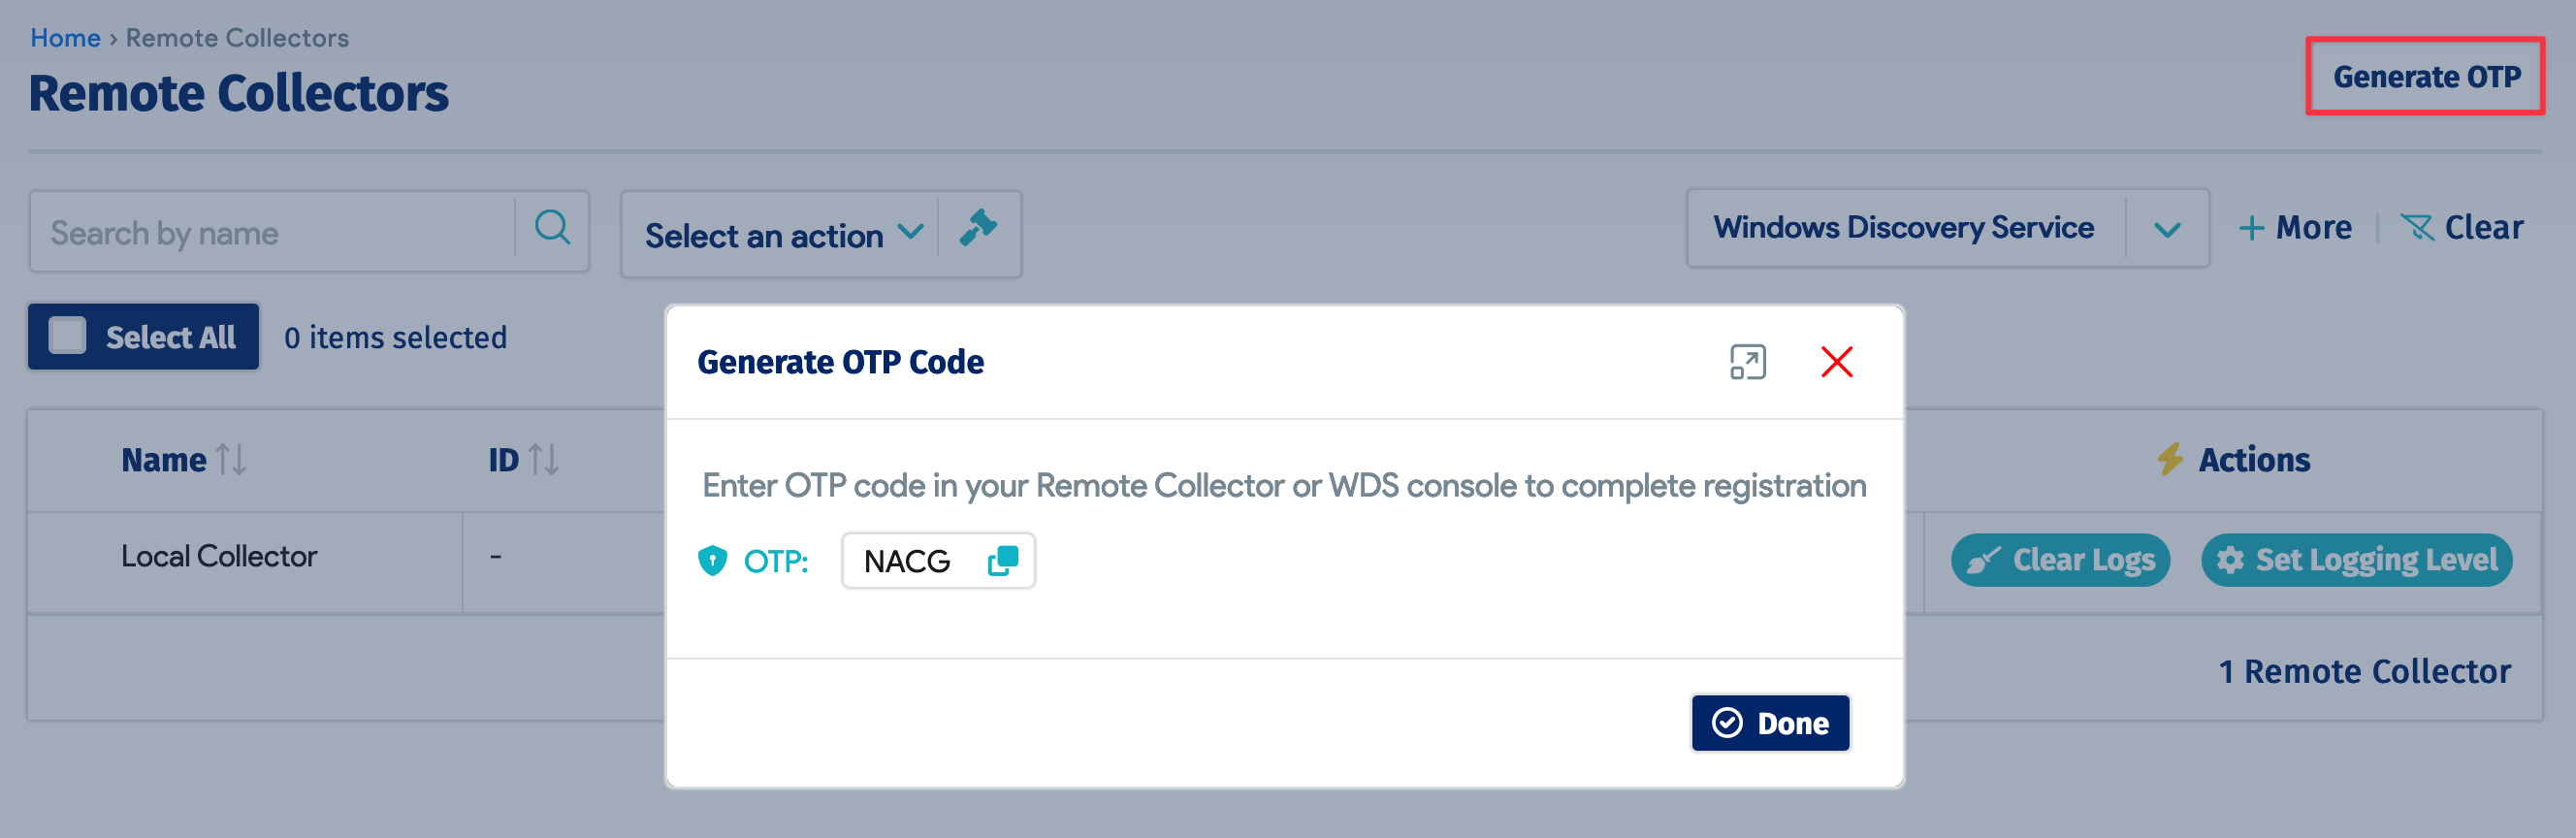 Home › Remote Collectors
Remote Collectors
Generate OTP
Search by name
Select an action
Windows Discovery Service
+ More
Clear
Select All
0 items selected
Generate OTP Code
Name
ID
Actions
Enter OTP code in your Remote Collector or WDS console to complete registration
Local Collector
-
OTP:
NACG
Clear Logs
Set Logging Level
1 Remote Collector
Done